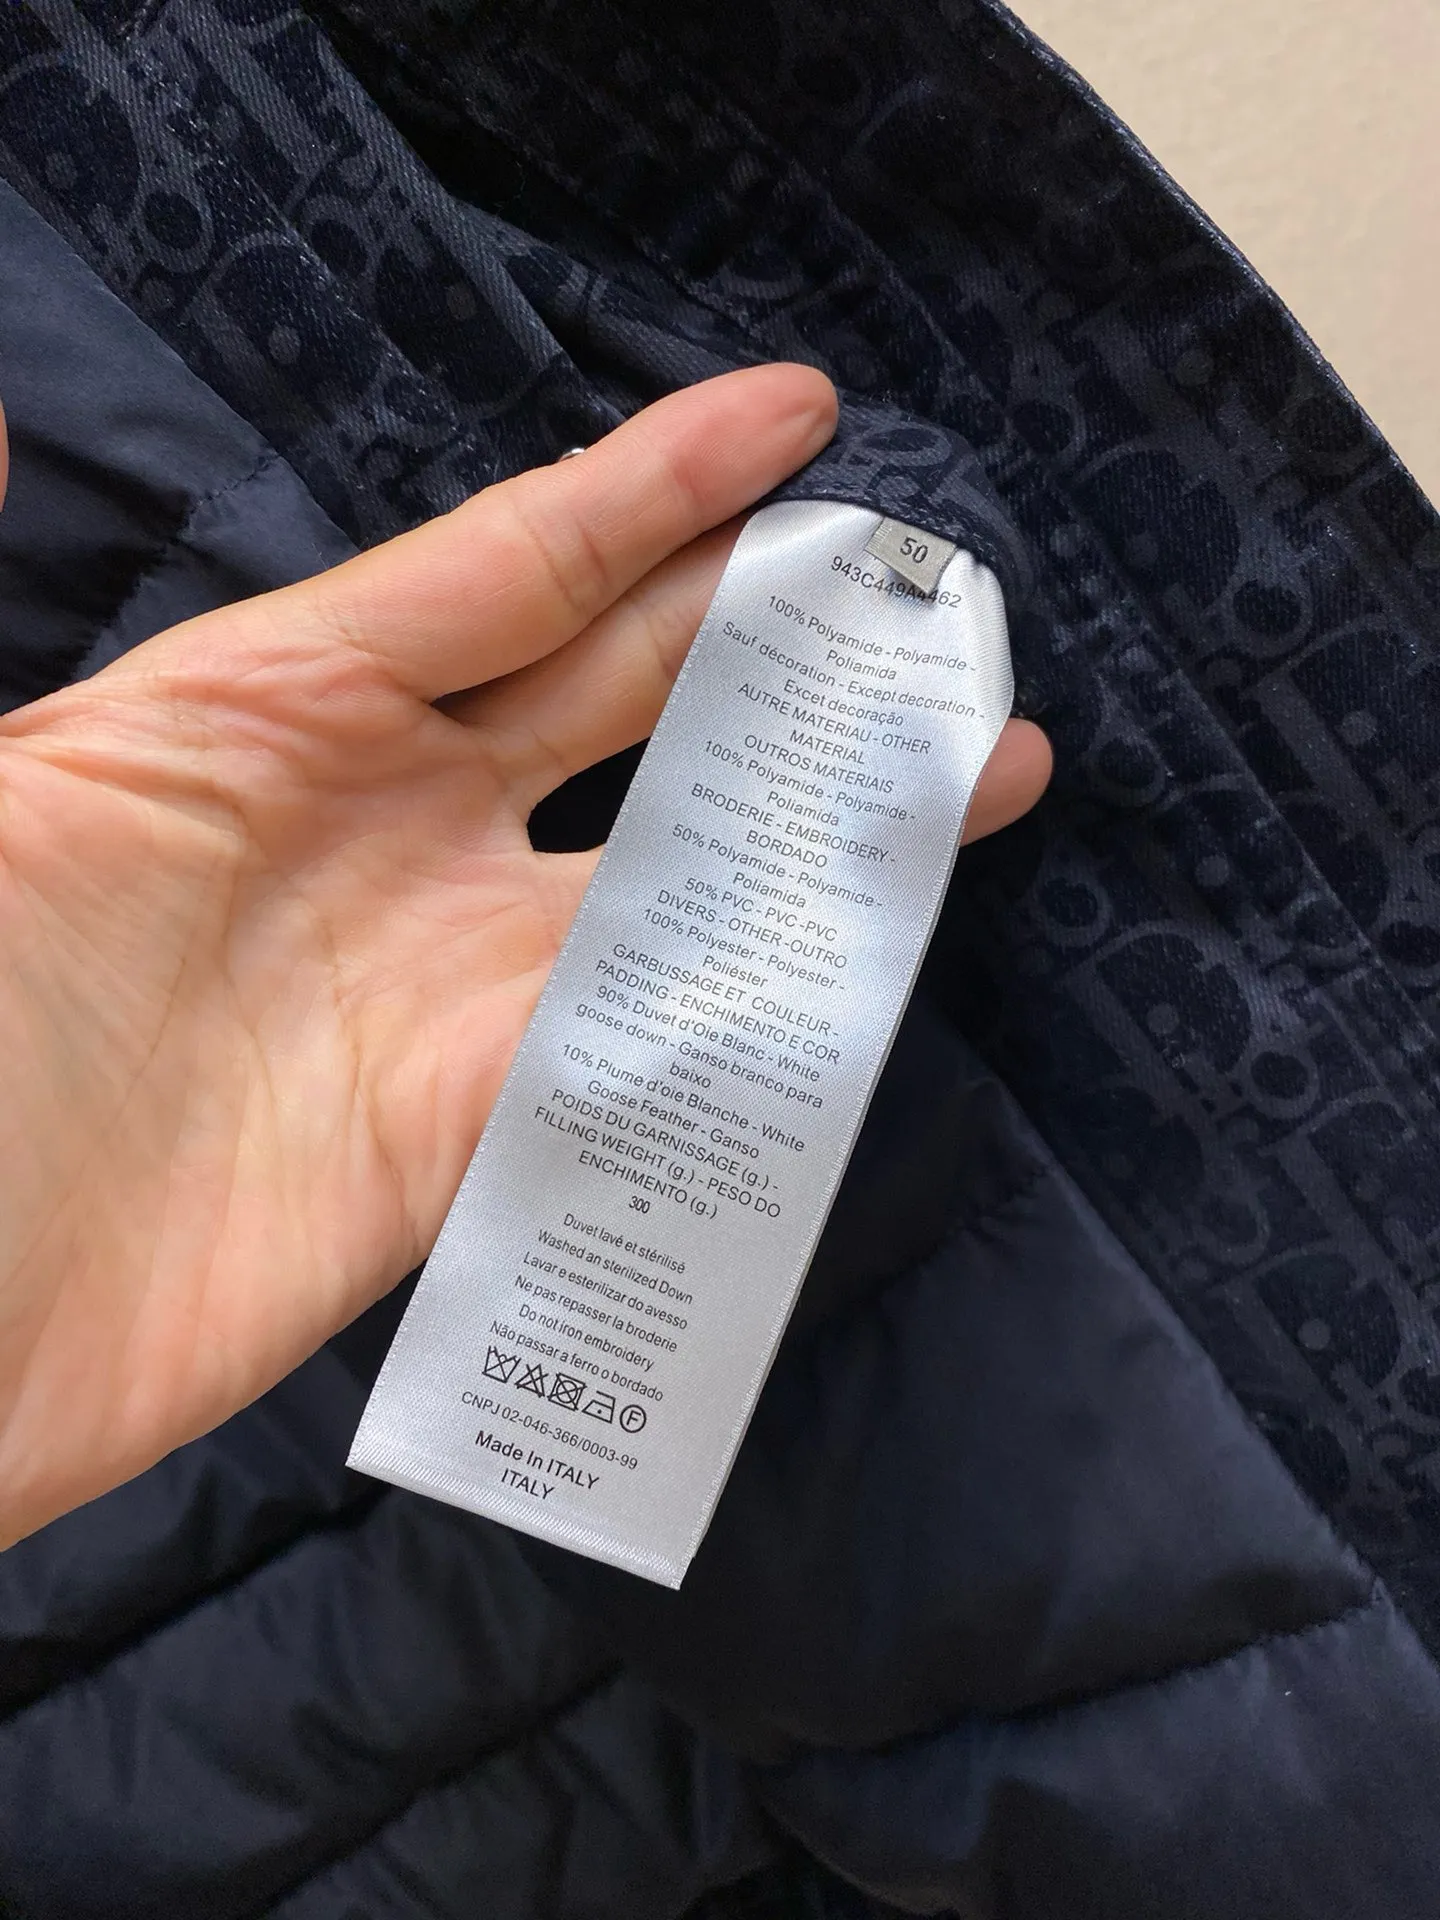 50
943C449A4462
100% Polyamide - Polyamide -
Poliamida
Sauf décoration - Except decoration -
Excet decoração
AUTRE MATERIAU - OTHER
MATERIAL
OUTROS MATERIAIS
100% Polyamide - Polyamide -
Poliamida
BRODERIE - EMBROIDERY -
BORDADO
50% Polyamide - Polyamide -
Poliamida
50% PVC - PVC -PVC
DIVERS - OTHER -OUTRO
100% Polyester - Polyester -
Poliéster
GARBUSSAGE ET COULEUR -
PADDING - ENCHIMENTO E COR
90% Duvet d'Oie Blanc - White
goose down - Ganso branco para
baixo
10% Plume d'oie Blanche - White
Goose Feather - Ganso
POIDS DU GARNISSAGE (g.) -
FILLING WEIGHT (g.) - PESO DO
ENCHIMENTO (g.)
300
Duvet lavé et stérilisé
Washed an sterilized Down
Lavar e esterilizar do avesso
Ne pas repasser la broderie
Do not iron embroidery
Não passar a ferro o bordado
F
CNPJ 02-046-366/0003-99
Made In ITALY
ITALY